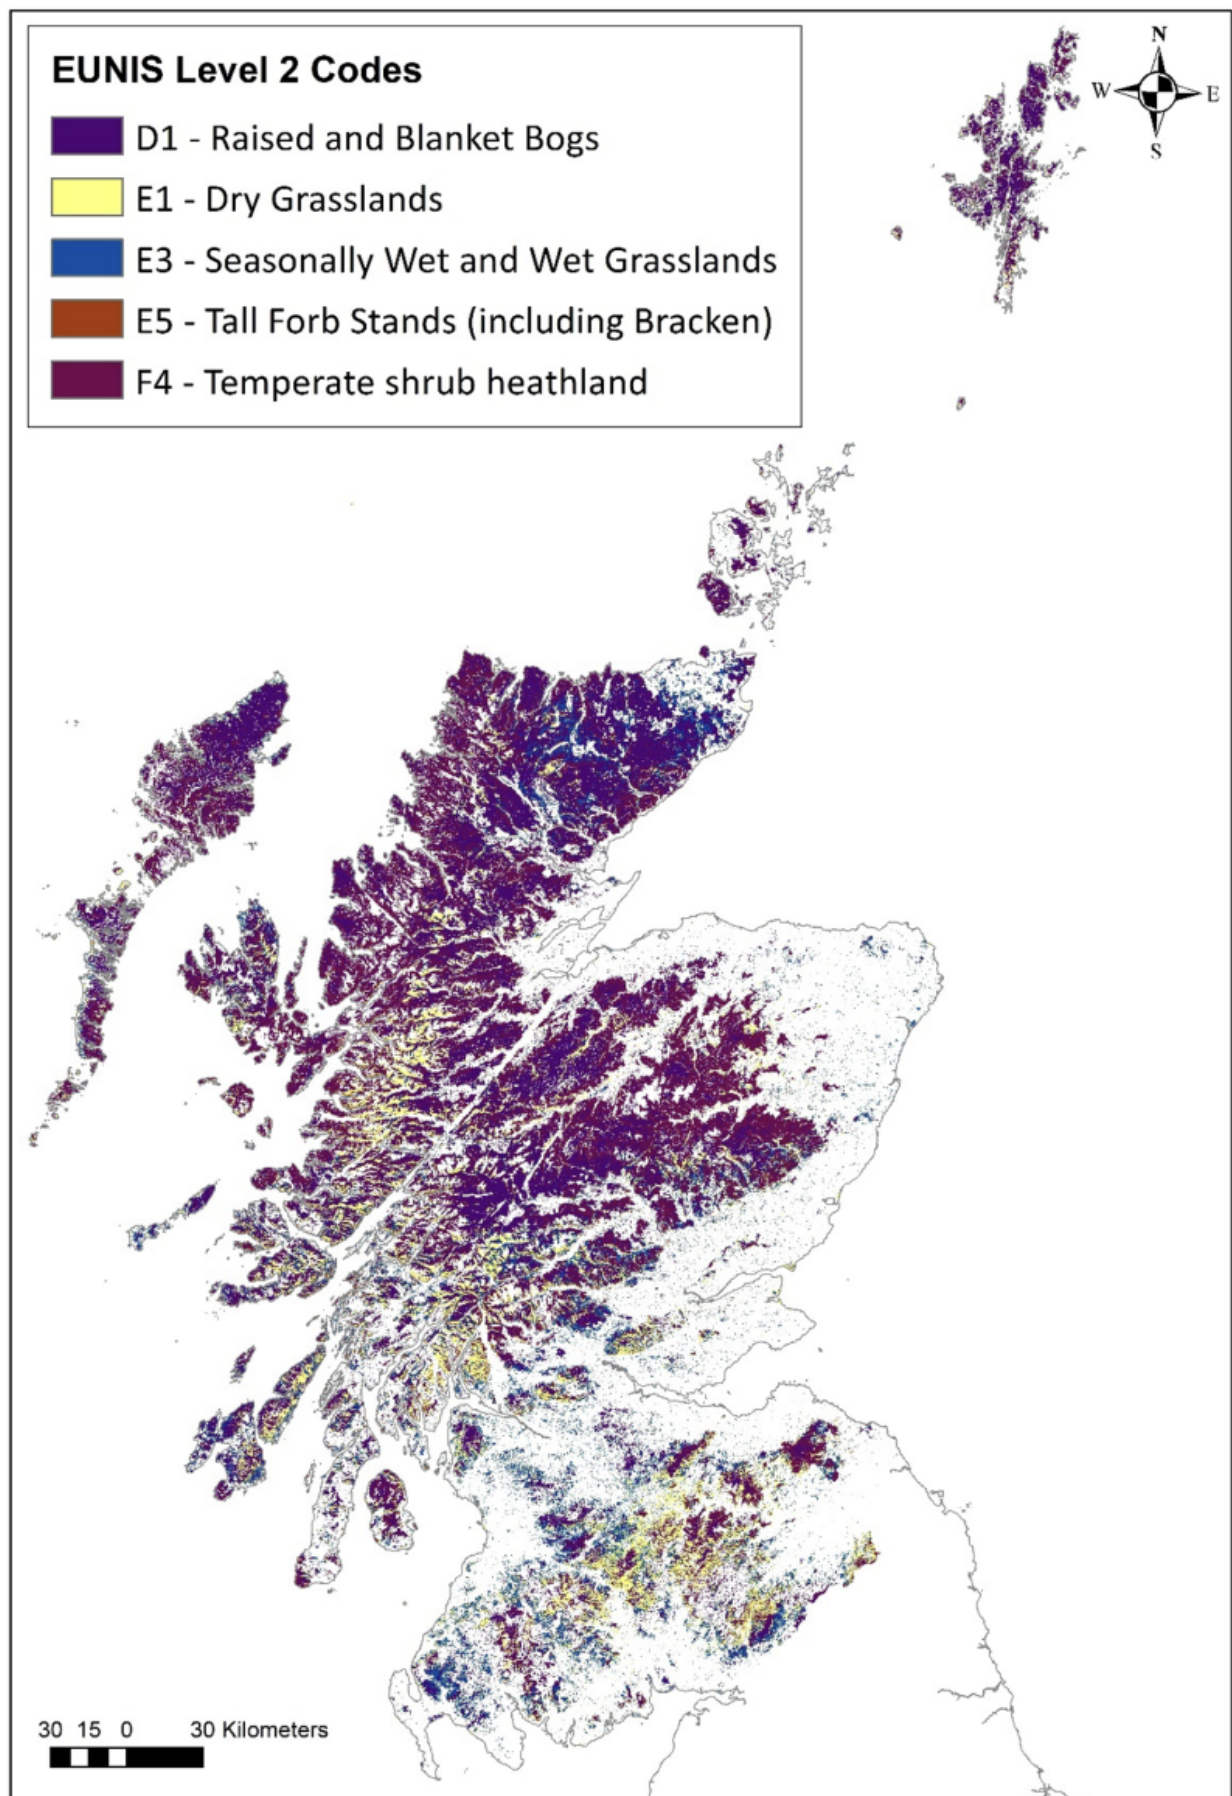 EUNIS Level 2 Codes
D1 - Raised and Blanket Bogs
E1 - Dry Grasslands
E3 - Seasonally Wet and Wet Grasslands
E5 - Tall Forb Stands (including Bracken)
F4 - Temperate shrub heathland
N
W E
S
30 15 0 30 Kilometers